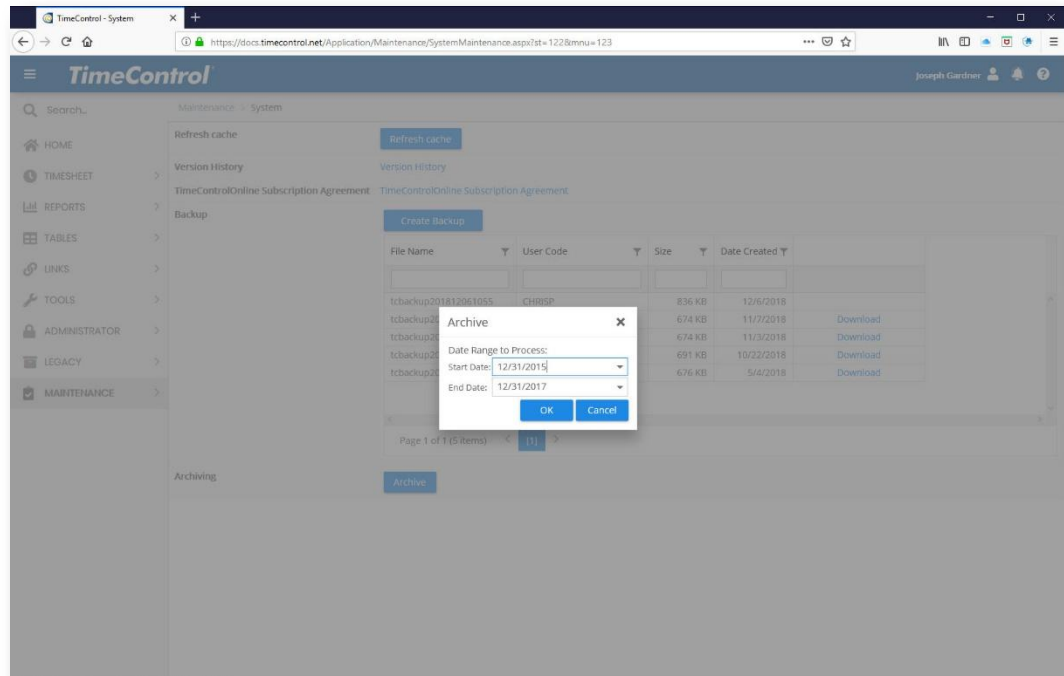 TimeControl - System
https://docs.timecontrol.net/Application/Maintenance/SystemMaintenance.aspx?st=122&mnu=123
TimeControl
Joseph Gardner
Search..
Maintenance > System
HOME
TIMESHEET
REPORTS
TABLES
LINKS
TOOLS
ADMINISTRATOR
LEGACY
MAINTENANCE
Refresh cache Refresh cache
Version History Version History
TimeControlOnline Subscription Agreement TimeControlOnline Subscription Agreement
Backup Create Backup
File Name User Code Size Date Created
tcbackup201812061055 CHRISP 836 KB 12/6/2018
674 KB 11/7/2018 Download
674 KB 11/3/2018 Download
691 KB 10/22/2018 Download
676 KB 5/4/2018 Download
Archive
Date Range to Process:
Start Date: 12/31/2015
End Date: 12/31/2017
OK Cancel
Page 1 of 1 (5 items) < [1] >
Archiving Archive